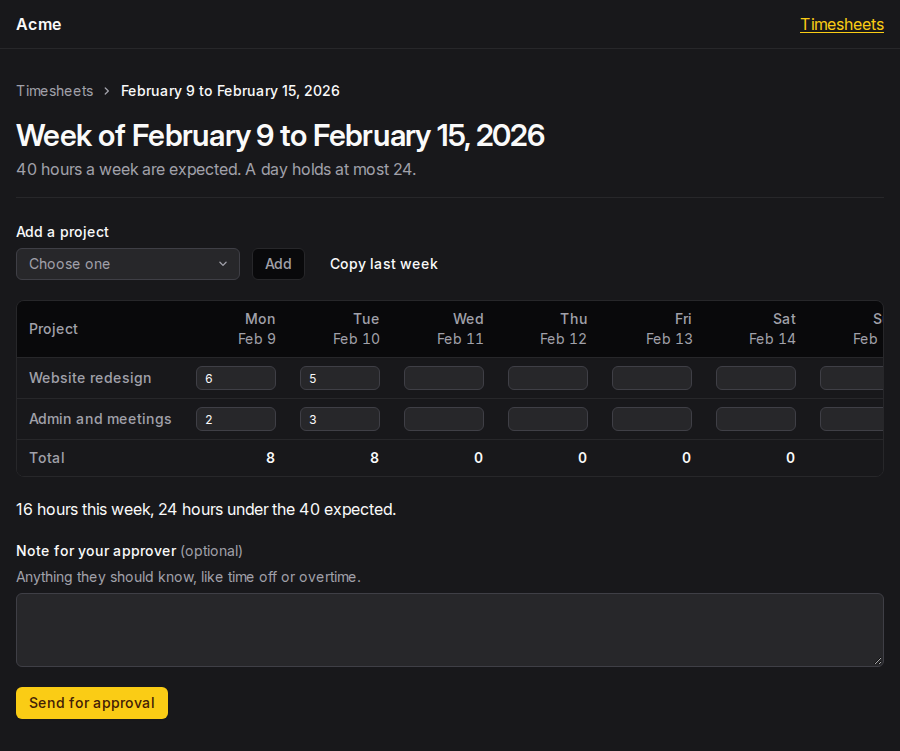 Acme
Timesheets
Timesheets > February 9 to February 15, 2026
Week of February 9 to February 15, 2026
40 hours a week are expected. A day holds at most 24.
Add a project
Choose one
Add
Copy last week
Project Mon Feb 9 Tue Feb 10 Wed Feb 11 Thu Feb 12 Fri Feb 13 Sat Feb 14 S Feb
Website redesign 6 5
Admin and meetings 2 3
Total 8 8 0 0 0 0
16 hours this week, 24 hours under the 40 expected.
Note for your approver (optional)
Anything they should know, like time off or overtime.
Send for approval